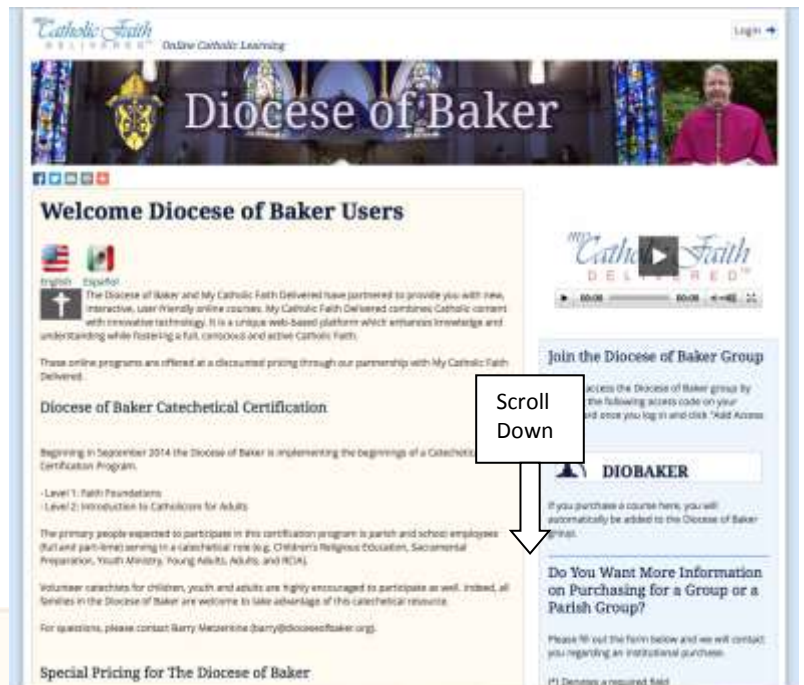 Catholic Faith
DELIVERED
Online Catholic Learning
Login
Diocese of Baker
Welcome Diocese of Baker Users
English Español
The Diocese of Baker and My Catholic Faith Delivered have partnered to provide you with new,
interactive, user-friendly online courses. My Catholic Faith Delivered combines Catholic content
with innovative technology. It is a unique web-based platform which enhances knowledge and
understanding while fostering a full, conscious and active Catholic Faith.
These online programs are offered at a discounted pricing through our partnership with My Catholic Faith
Delivered.
Diocese of Baker Catechetical Certification
Beginning in September 2014 the Diocese of Baker is implementing the beginnings of a Catechetical
Certification Program.
- Level 1: Faith Foundations
- Level 2: Introduction to Catholicism for Adults
The primary people expected to participate in this certification program is parish and school employees
(full and part-time) serving in a catechetical role (e.g. Children's Religious Education, Sacramental
Preparation, Youth Ministry, Young Adults, Adults, and RCIA).
Volunteer catechists for children, youth and adults are highly encouraged to participate as well. Indeed, all
families in the Diocese of Baker are welcome to take advantage of this catechetical resource.
For questions, please contact Barry
Special Pricing for The Diocese of Baker
my Catholic Faith
DELIVERED
00:00 00:00
Join the Diocese of Baker Group
access the Diocese of Baker group by
the following access code on your
once you log in and click "Add Access
Scroll
Down
DIOBAKER
If you purchase a course here, you will
automatically be added to the Diocese of Baker
group.
Do You Want More Information
on Purchasing for a Group or a
Parish Group?
Please fill out the form below and we will contact
you regarding an institutional purchase.
(*) Denotes a required field